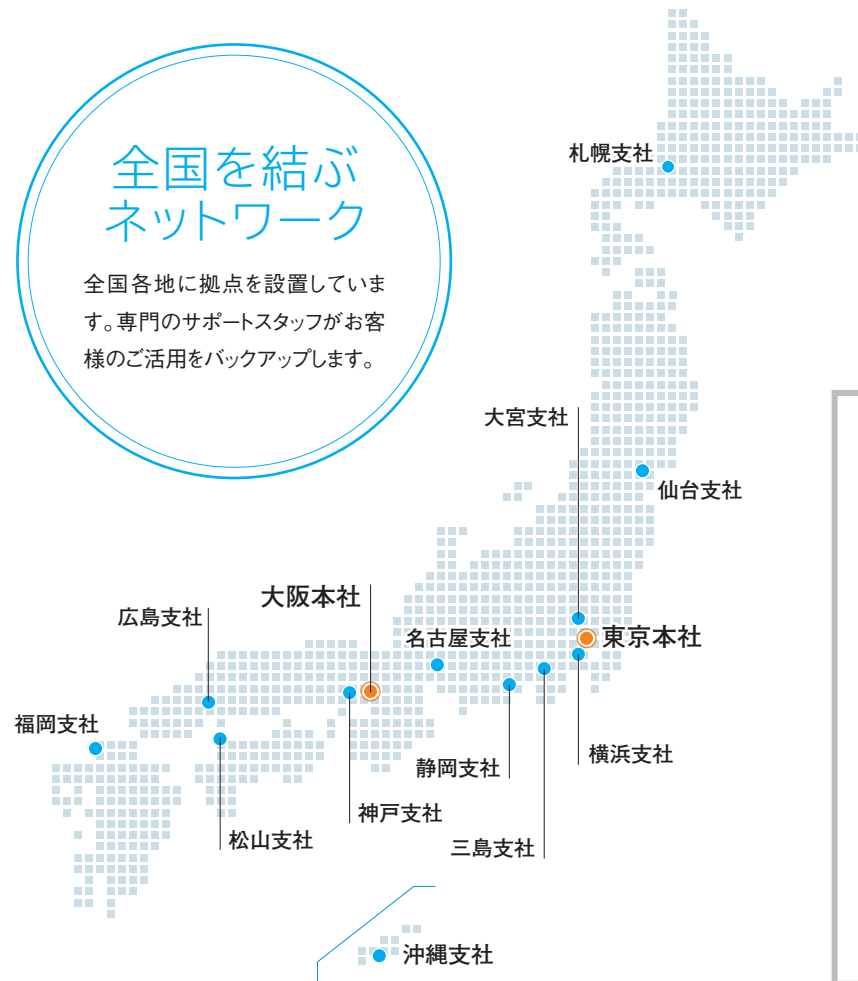 全国を結ぶ
ネットワーク
全国各地に拠点を設置していま
す。専門のサポートスタッフがお客
様のご活用をバックアップします。
札幌支社
大宮支社
仙台支社
大阪本社
広島支社
名古屋支社
東京本社
福岡支社
静岡支社
横浜支社
神戸支社
松山支社
三島支社
沖縄支社